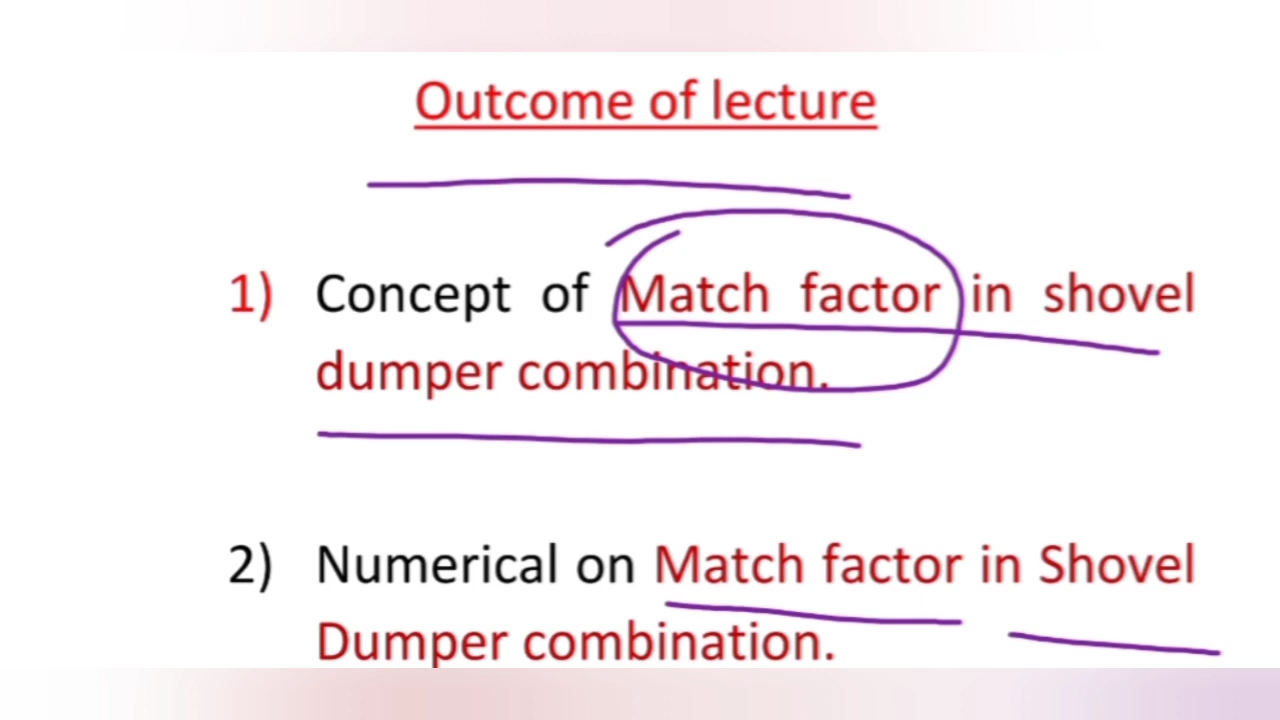 Outcome of lecture
1) Concept of Match factor in shovel
dumper combination.
2) Numerical on Match factor in Shovel
Dumper combination.